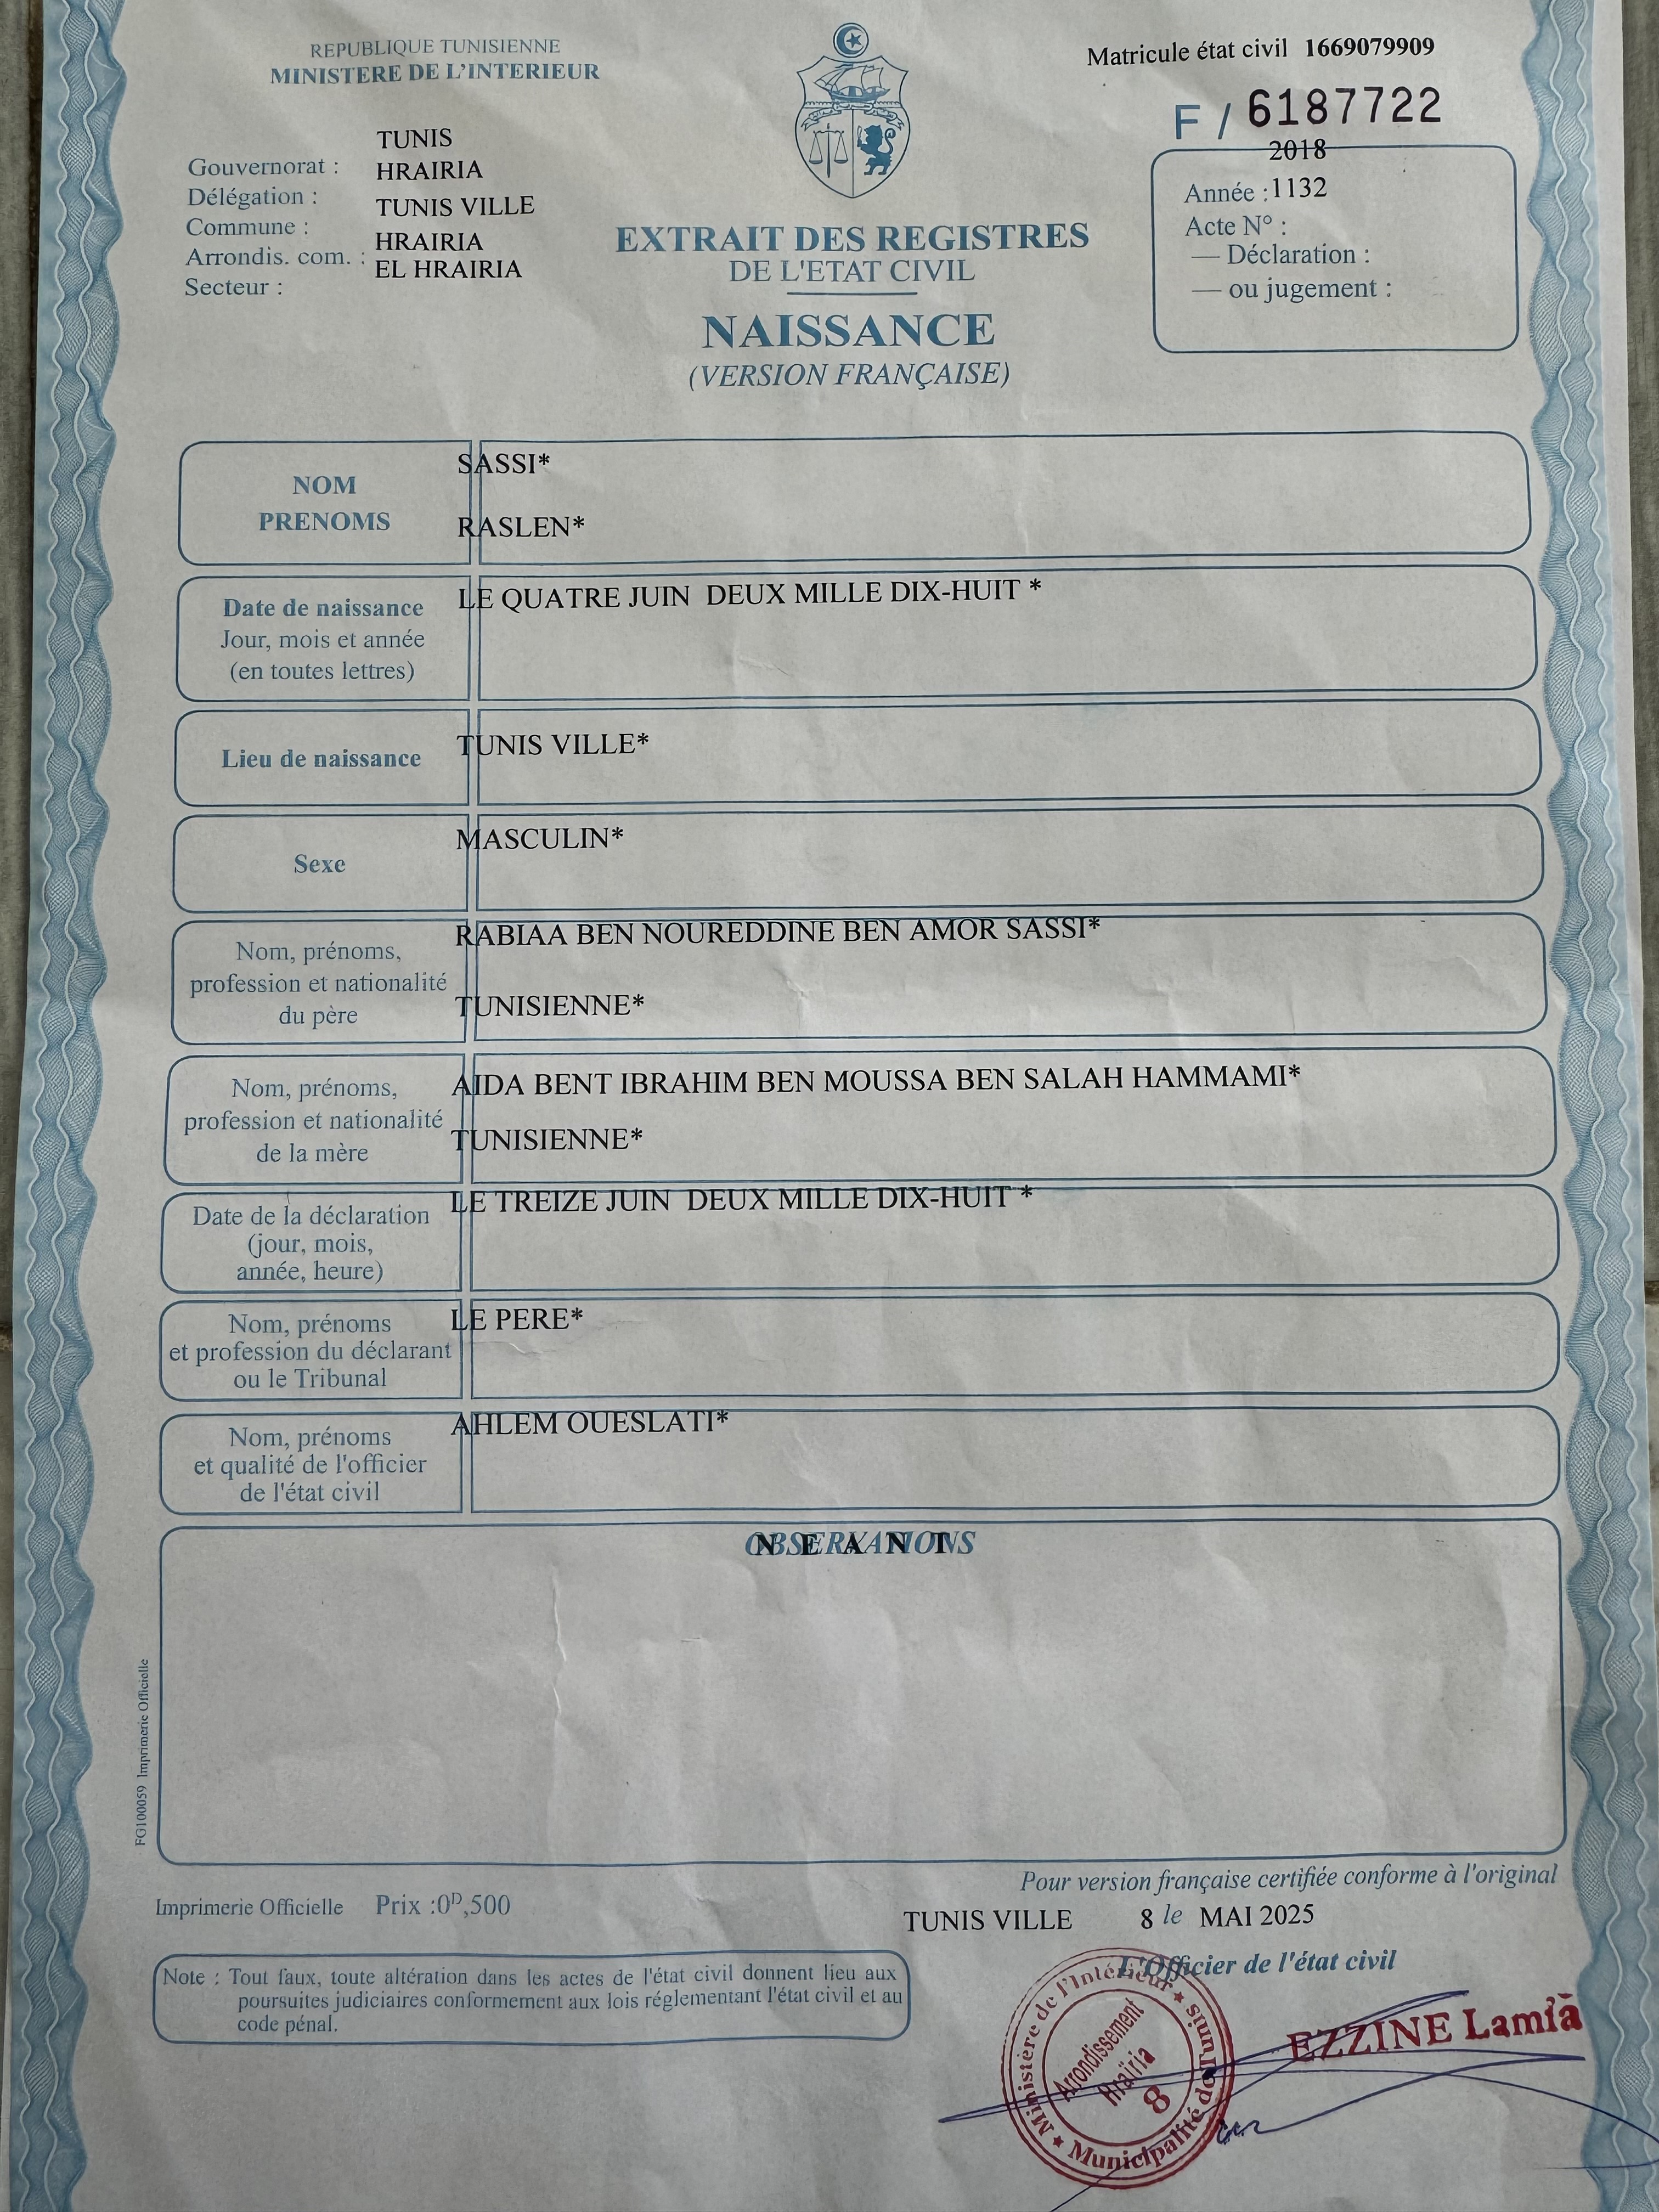 REPUBLIQUE TUNISIENNE
MINISTERE DE L'INTERIEUR
Matricule état civil 1669079909
F / 6187722
TUNIS
Gouvernorat : HRAIRIA
Délégation : TUNIS VILLE
Commune : HRAIRIA
Arrondis. com. : EL HRAIRIA
Secteur :
2018
Année : 1132
Acte N° :
— Déclaration :
— ou jugement :
EXTRAIT DES REGISTRES
DE L'ETAT CIVIL
NAISSANCE
(VERSION FRANÇAISE)
NOM SASSI*
PRENOMS RASLEN*
Date de naissance LE QUATRE JUIN DEUX MILLE DIX-HUIT *
Jour, mois et année
(en toutes lettres)
Lieu de naissance TUNIS VILLE*
Sexe MASCULIN*
Nom, prénoms, RABIAA BEN NOUREDDINE BEN AMOR SASSI*
profession et nationalité TUNISIENNE*
du père
Nom, prénoms, AIDA BENT IBRAHIM BEN MOUSSA BEN SALAH HAMMAMI*
profession et nationalité TUNISIENNE*
de la mère
Date de la déclaration LE TREIZE JUIN DEUX MILLE DIX-HUIT *
(jour, mois,
année, heure)
Nom, prénoms LE PERE*
et profession du déclarant
ou le Tribunal
Nom, prénoms AHLEM OUESLATI*
et qualité de l'officier
de l'état civil
OBSERVATIONS
N E A N T
FG100059 Imprimerie Officielle
Pour version française certifiée conforme à l'original
Imprimerie Officielle Prix :0ᴰ,500
TUNIS VILLE 8 le MAI 2025
L'Officier de l'état civil
Note : Tout faux, toute altération dans les actes de l'état civil donnent lieu aux
poursuites judiciaires conformement aux lois réglementant l'état civil et au
code pénal.
EZZINE Lamia
★ Ministère de l'Intérieur ★
Municipalité de Tunis
Arrondissement
Hraïria
8